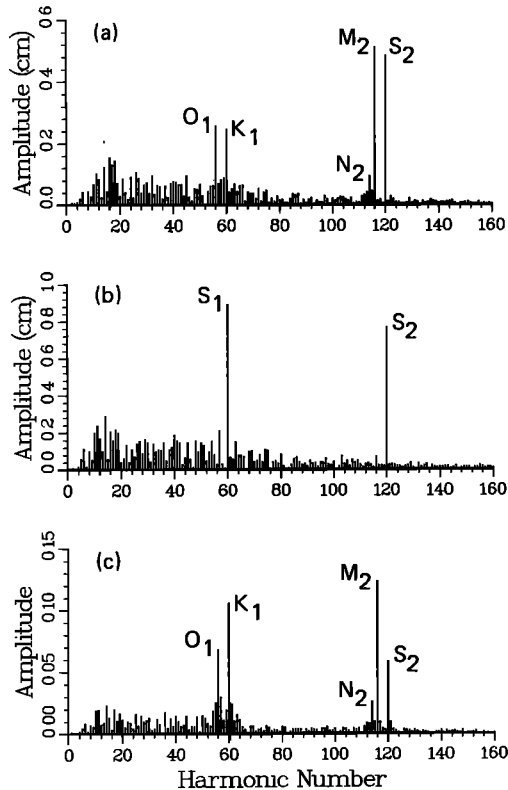 (a)
Amplitude (cm)
0.6
0.4
0.2
0.0
O1
K1
M2
S2
N2
0 20 40 60 80 100 120 140 160
(b)
Amplitude (cm)
1 0
0.8
0.6
0 4
0.2
0.0
S1
S2
0 20 40 60 80 100 120 140 160
(c)
Amplitude
0 15
0.10
0.05
0 00
O1
K1
M2
S2
N2
0 20 40 60 80 100 120 140 160
Harmonic Number